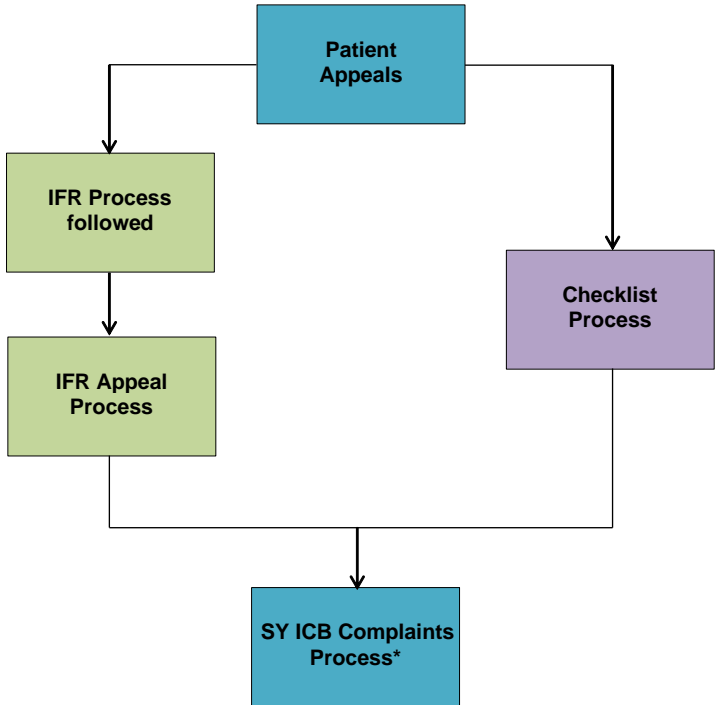 Patient
Appeals
IFR Process
followed
Checklist
Process
IFR Appeal
Process
SY ICB Complaints
Process*